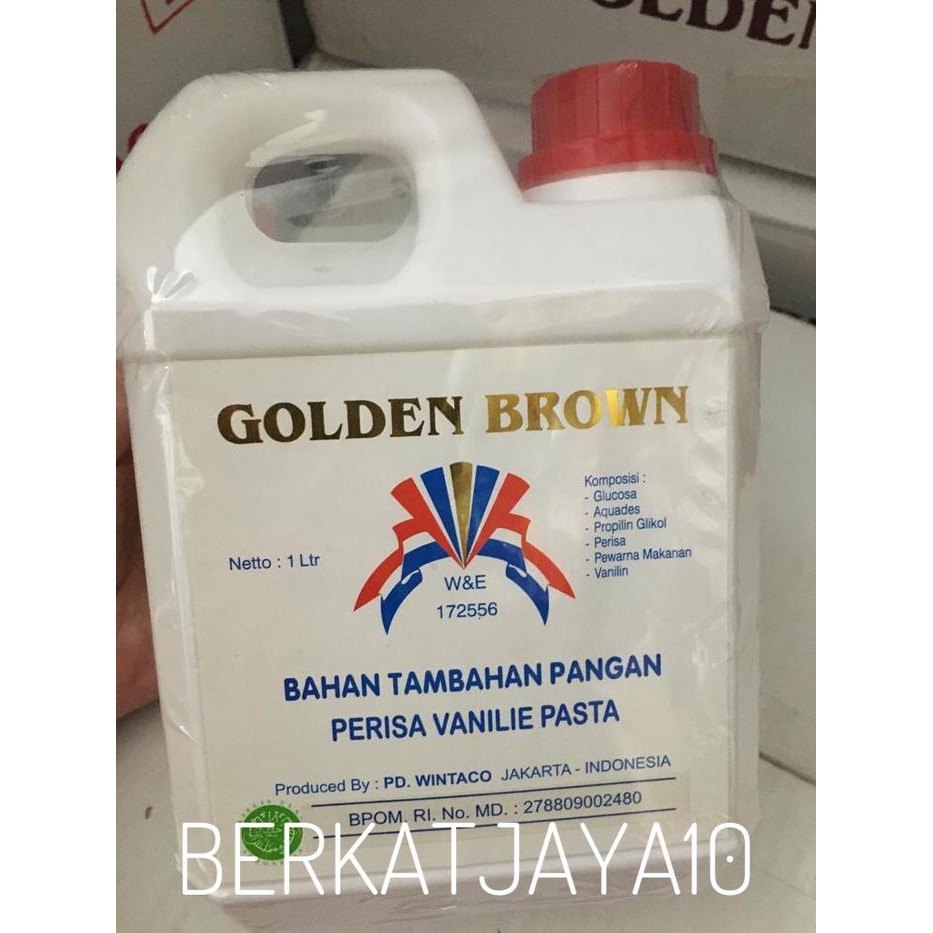 GOLDEN BROWN
Komposisi :
- Glucosa
- Aquades
- Propilin Glikol
- Perisa
- Pewarna Makanan
- Vanilin
Netto : 1 Ltr
W&E
172556
BAHAN TAMBAHAN PANGAN
PERISA VANILIE PASTA
Produced By : PD. WINTACO JAKARTA - INDONESIA
BPOM. RI. No. MD. : 278809002480
BERKATJAYA10